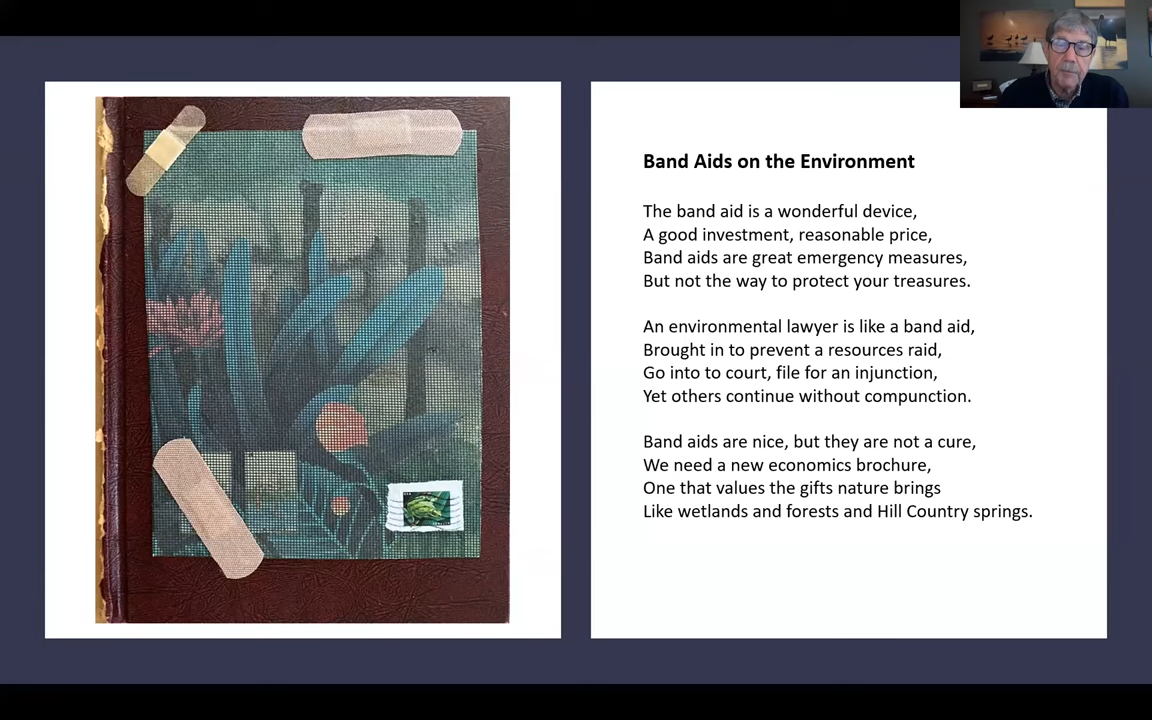 Band Aids on the Environment
The band aid is a wonderful device,
A good investment, reasonable price,
Band aids are great emergency measures,
But not the way to protect your treasures.
An environmental lawyer is like a band aid,
Brought in to prevent a resources raid,
Go into to court, file for an injunction,
Yet others continue without compunction.
Band aids are nice, but they are not a cure,
We need a new economics brochure,
One that values the gifts nature brings
Like wetlands and forests and Hill Country springs.